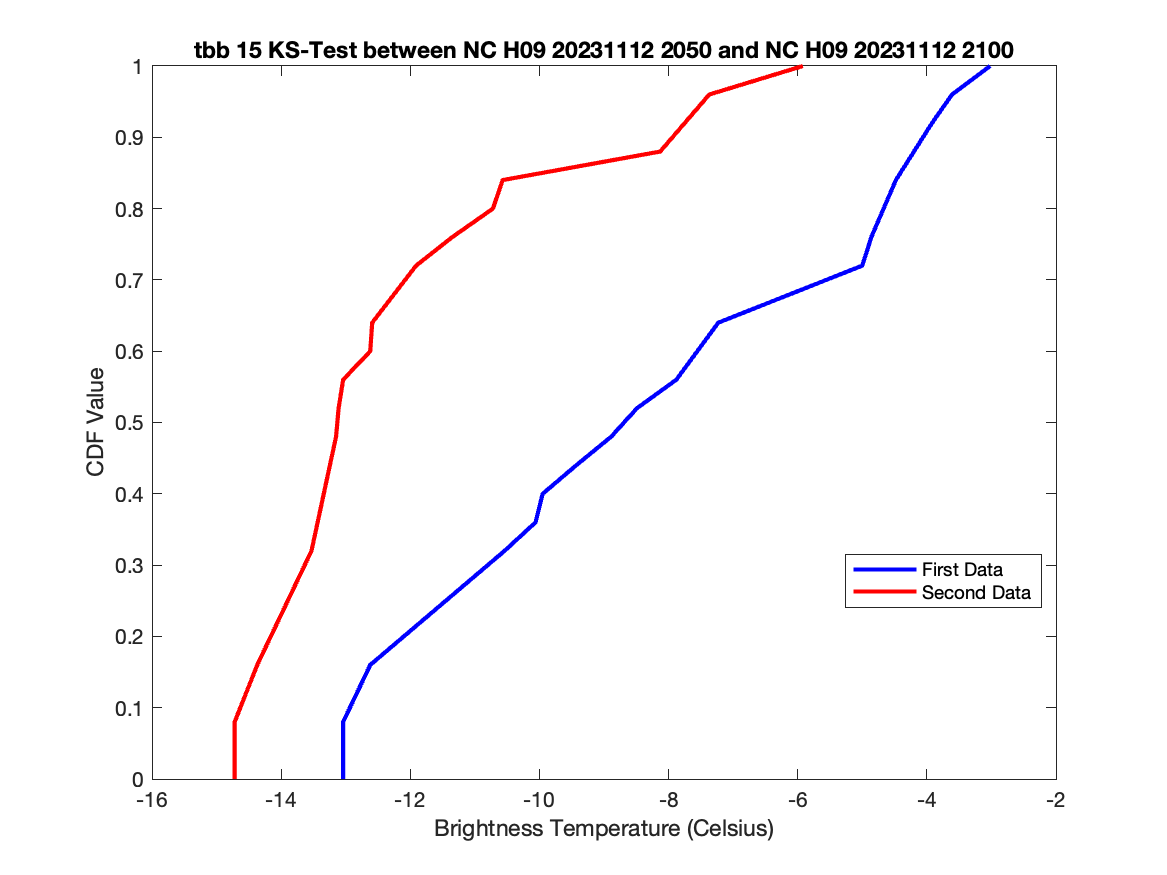 tbb 15 KS-Test between NC H09 20231112 2050 and NC H09 20231112 2100
1
0.9
0.8
0.7
0.6
0.5
0.4
0.3
0.2
0.1
0
CDF Value
First Data
Second Data
-16 -14 -12 -10 -8 -6 -4 -2
Brightness Temperature (Celsius)